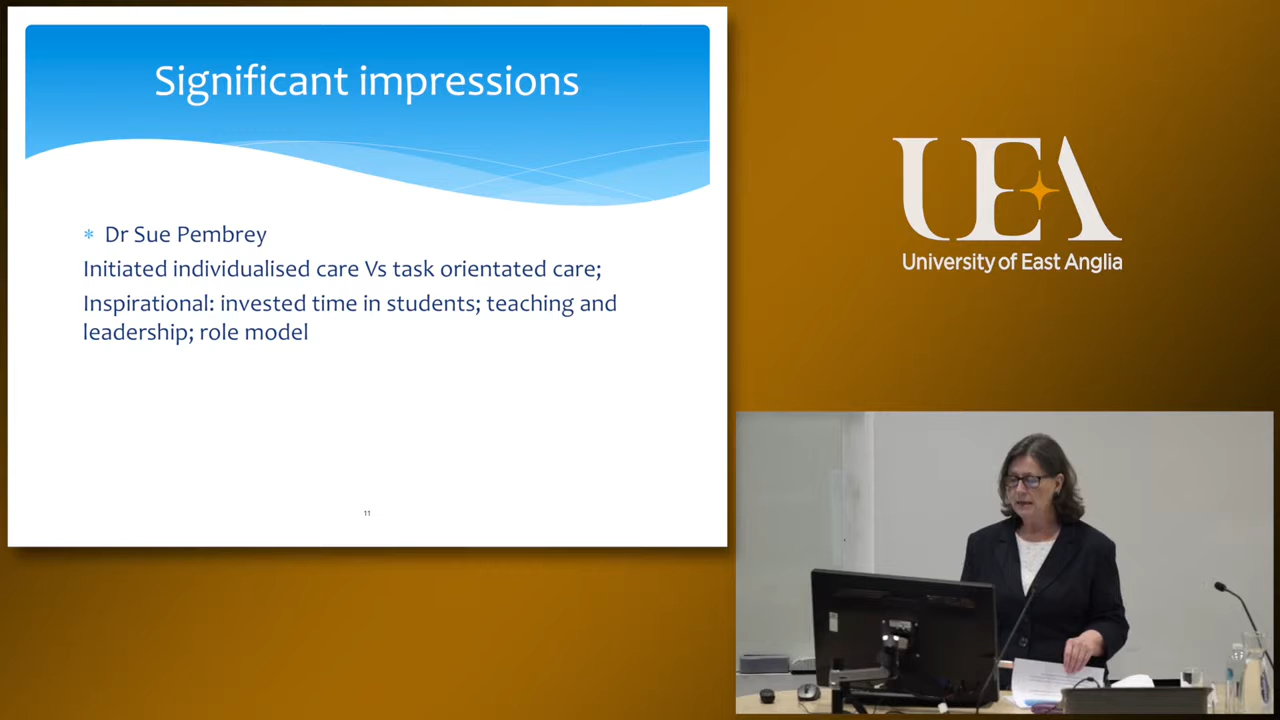 Significant impressions
* Dr Sue Pembrey
Initiated individualised care Vs task orientated care;
Inspirational: invested time in students; teaching and
leadership; role model
11
UEA
University of East Anglia